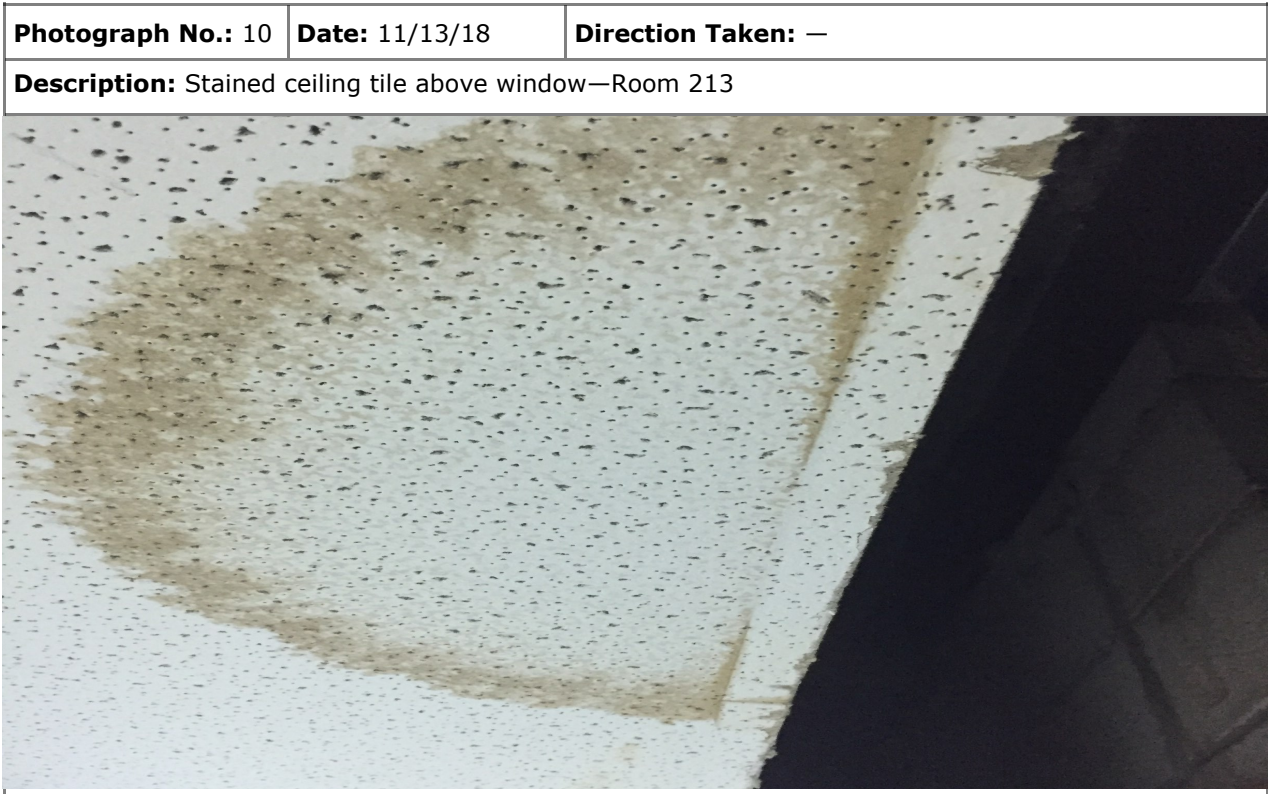 Photograph No.: 10 Date: 11/13/18 Direction Taken: —
Description: Stained ceiling tile above window—Room 213